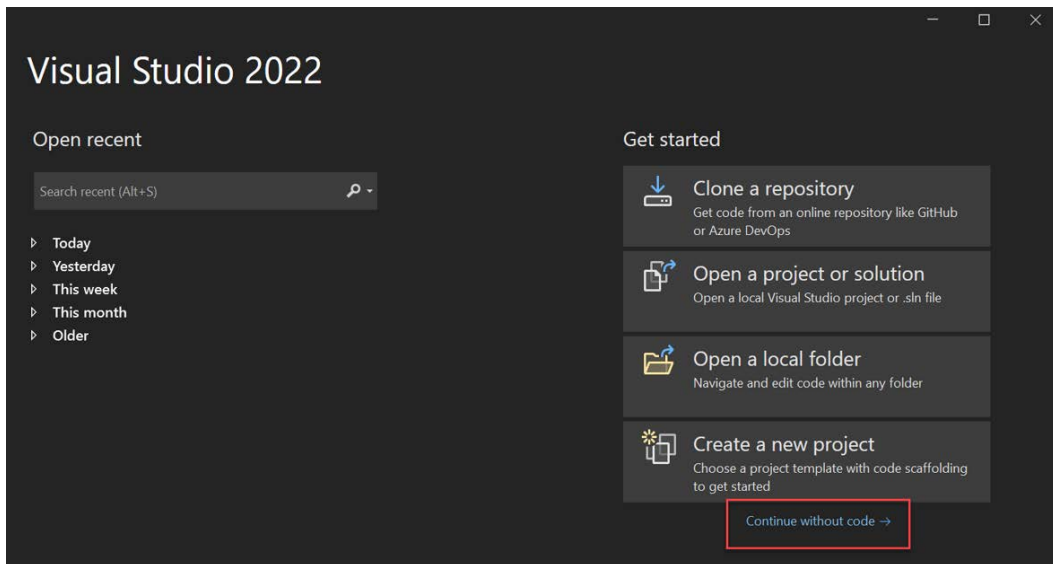 Visual Studio 2022
Open recent
Search recent (Alt+S)
Today
Yesterday
This week
This month
Older
Get started
Clone a repository
Get code from an online repository like GitHub
or Azure DevOps
Open a project or solution
Open a local Visual Studio project or .sln file
Open a local folder
Navigate and edit code within any folder
Create a new project
Choose a project template with code scaffolding
to get started
Continue without code →